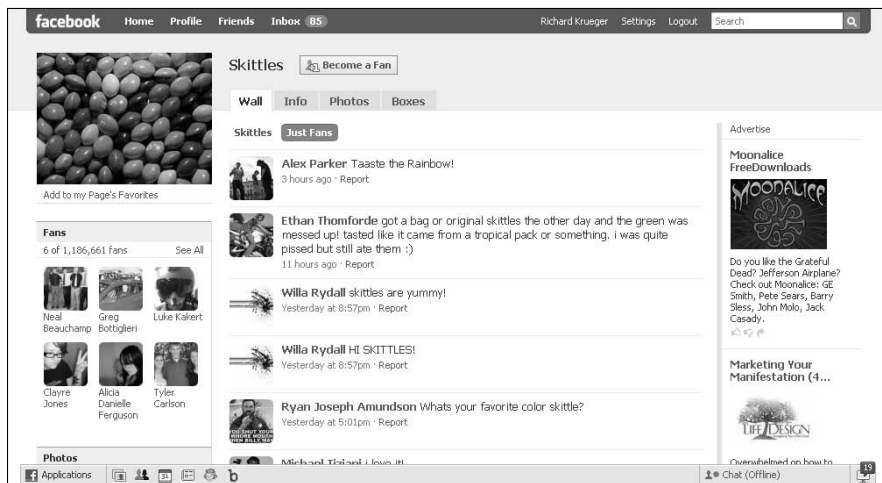 facebook Home Profile Friends Inbox 85 Richard Krueger Settings Logout Search
Skittles Become a Fan
Wall Info Photos Boxes
Skittles Just Fans
Alex Parker Taaste the Rainbow!
3 hours ago · Report
Ethan Thomforde got a bag or original skittles the other day and the green was
messed up! tasted like it came from a tropical pack or something. i was quite
pissed but still ate them :)
11 hours ago · Report
Willa Rydall skittles are yummy!
Yesterday at 8:57pm · Report
Willa Rydall HI SKITTLES!
Yesterday at 8:57pm · Report
Ryan Joseph Amundson Whats your favorite color skittle?
Yesterday at 5:01pm · Report
Michael Tiziani i love it!
Add to my Page's Favorites
Fans
6 of 1,186,661 fans See All
Neal
Beauchamp
Greg
Bottiglieri
Luke Kakert
Clayre
Jones
Alicia
Danielle
Ferguson
Tyler
Carlson
Photos
Advertise
Moonalice
FreeDownloads
MOONALICE
Do you like the Grateful
Dead? Jefferson Airplane?
Check out Moonalice: GE
Smith, Pete Sears, Barry
Sless, John Molo, Jack
Casady.
Marketing Your
Manifestation (4...
LIFE DESIGN
Overwhelmed on how to
Applications 31 Chat (Offline) 19